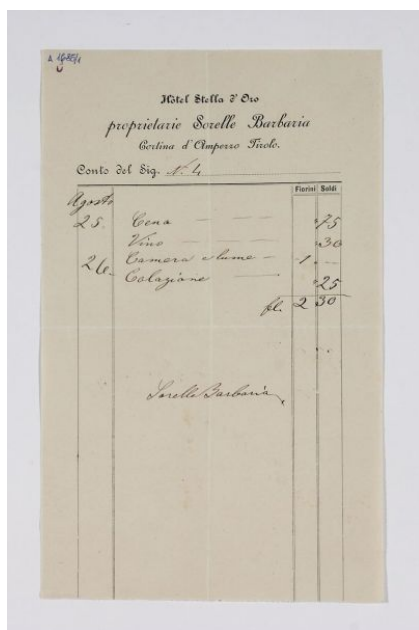 Hôtel Stella d'Oro
proprietarie Sorelle Barbaria
Cortina d'Ampezzo Tirolo.
Conto del Sig. N. 4
Fiorini Soldi
Agosto
25. Cena — — — "75
Vino — — — "30
26. Camera e lume — 1 . —
Colazione — "25
fl. 2 30
Sorelle Barbaria